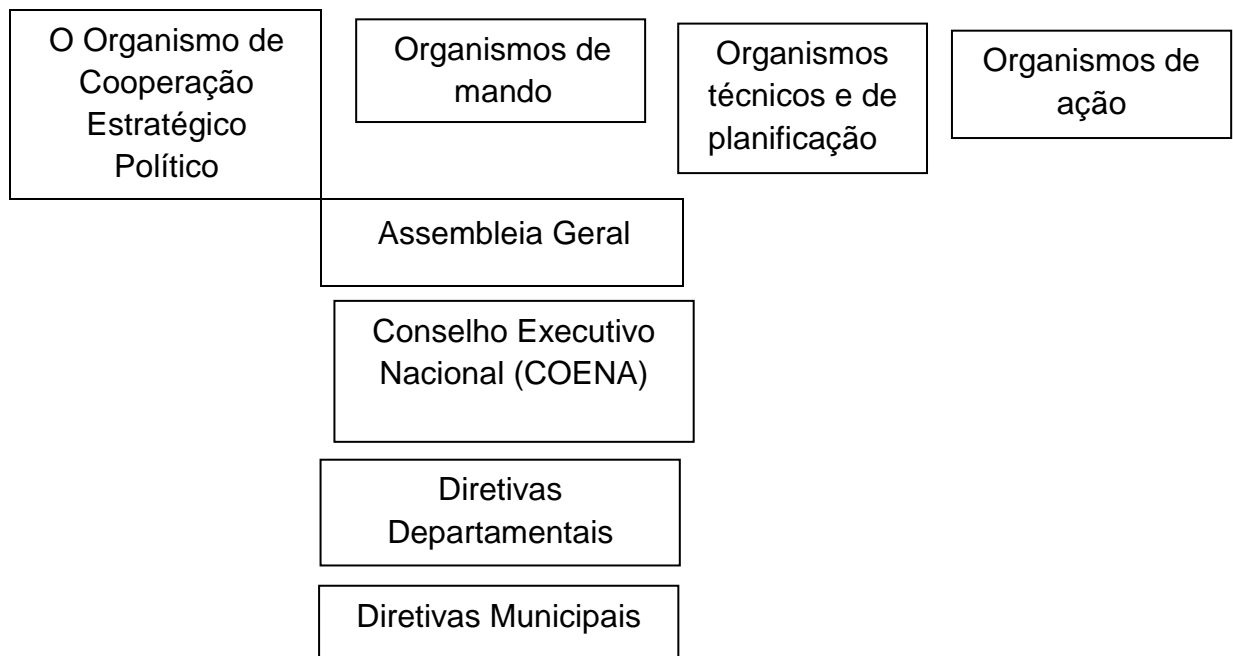 O Organismo de
Cooperação
Estratégico
Político
Organismos de
mando
Organismos
técnicos e de
planificação
Organismos de
ação
Assembleia Geral
Conselho Executivo
Nacional (COENA)
Diretivas
Departamentais
Diretivas Municipais